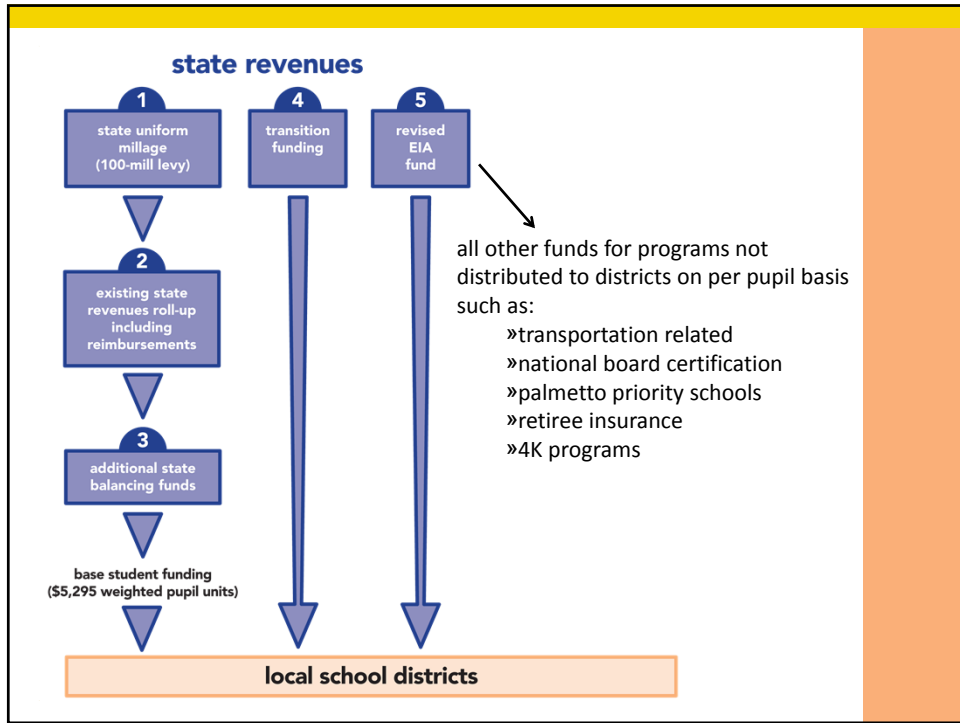 state revenues
1
state uniform
millage
(100-mill levy)
2
existing state
revenues roll-up
including
reimbursements
3
additional state
balancing funds
base student funding
($5,295 weighted pupil units)
4
transition
funding
5
revised
EIA
fund
all other funds for programs not
distributed to districts on per pupil basis
such as:
»transportation related
»national board certification
»palmetto priority schools
»retiree insurance
»4K programs
local school districts